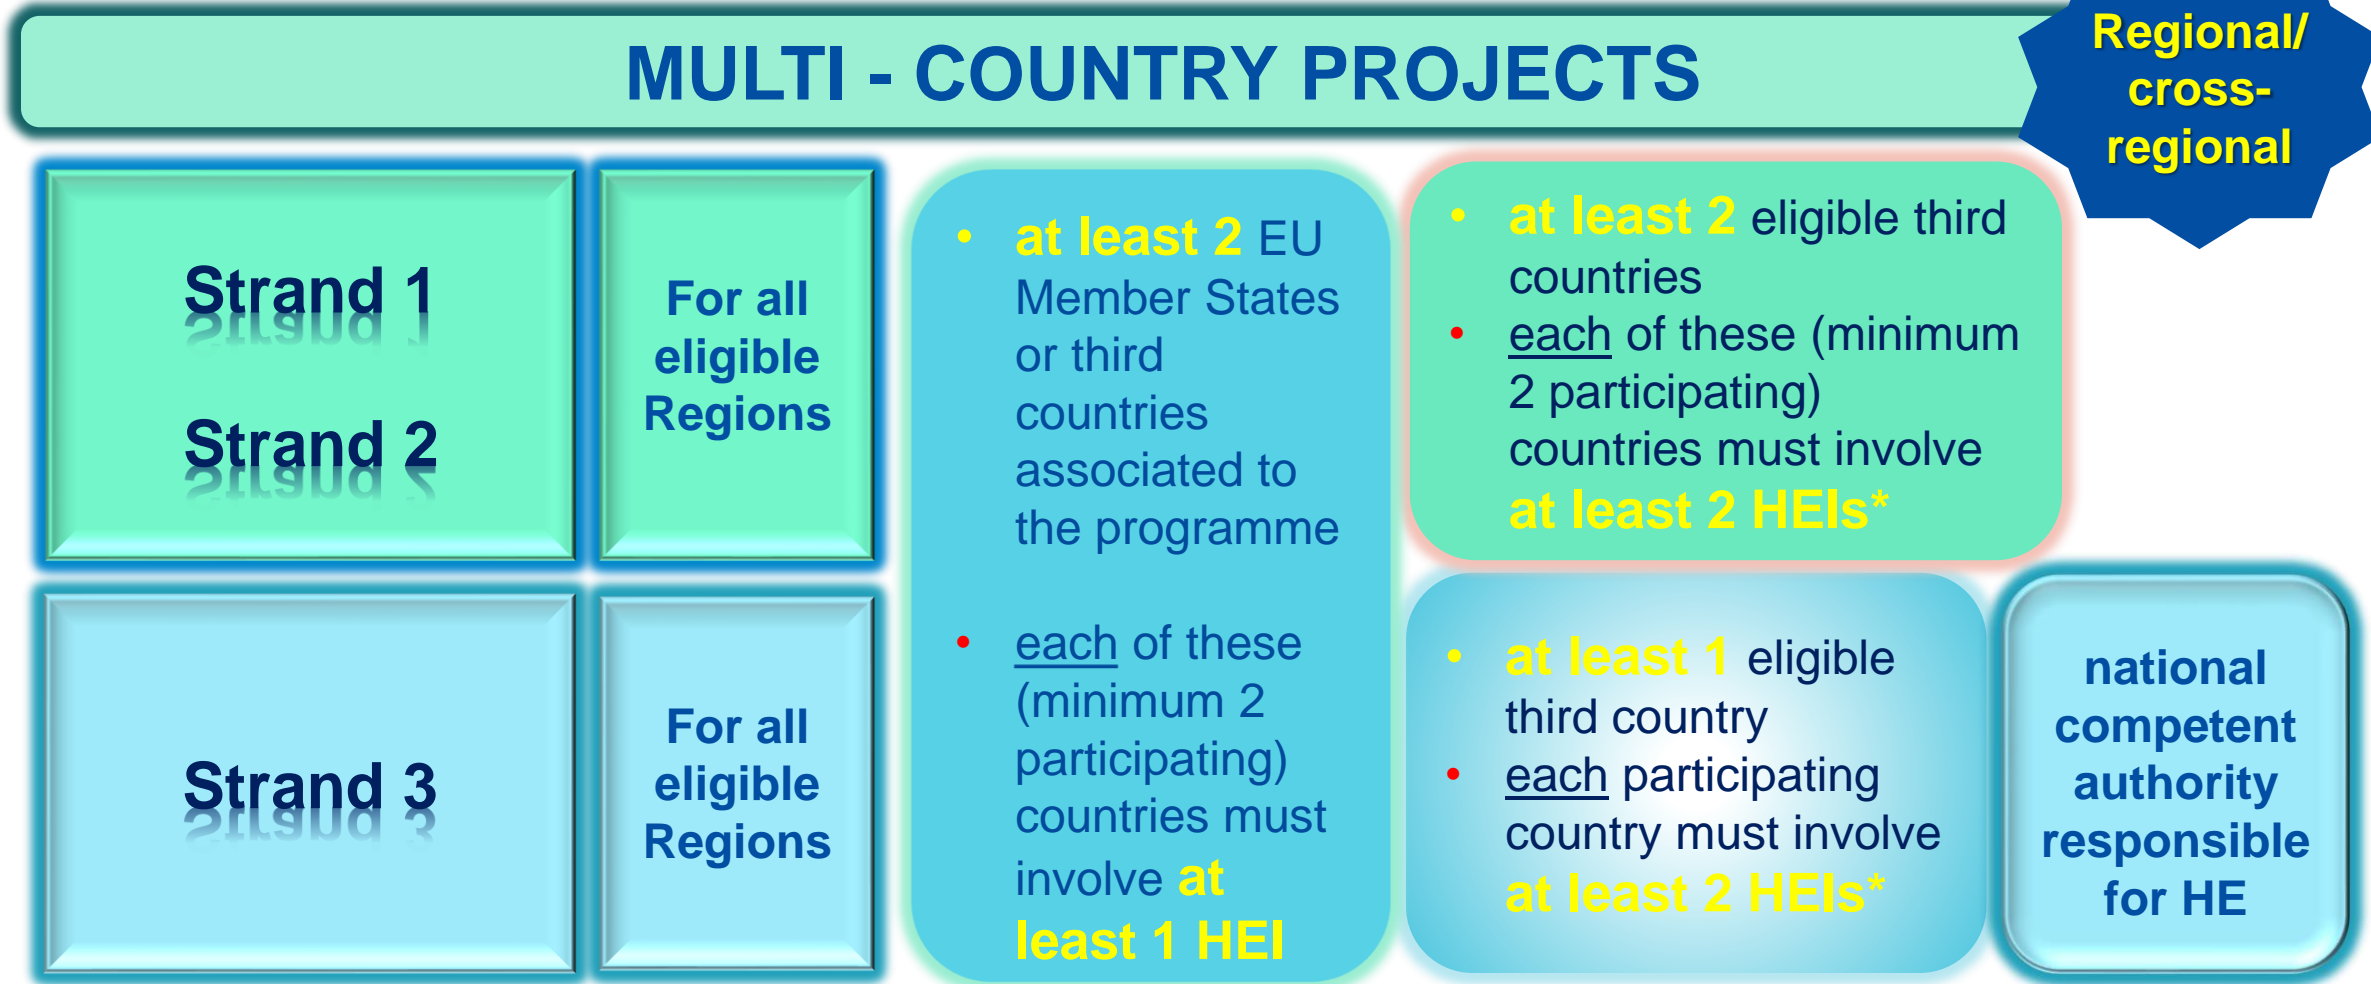 MULTI - COUNTRY PROJECTS
Regional/
cross-
regional
Strand 1
Strand 2
For all
eligible
Regions
• at least 2 EU
Member States
or third
countries
associated to
the programme
• each of these
(minimum 2
participating)
countries must
involve at
least 1 HEI
• at least 2 eligible third
countries
• each of these (minimum
2 participating)
countries must involve
at least 2 HEIs*
Strand 3
For all
eligible
Regions
• at least 1 eligible
third country
• each participating
country must involve
at least 2 HEIs*
national
competent
authority
responsible
for HE